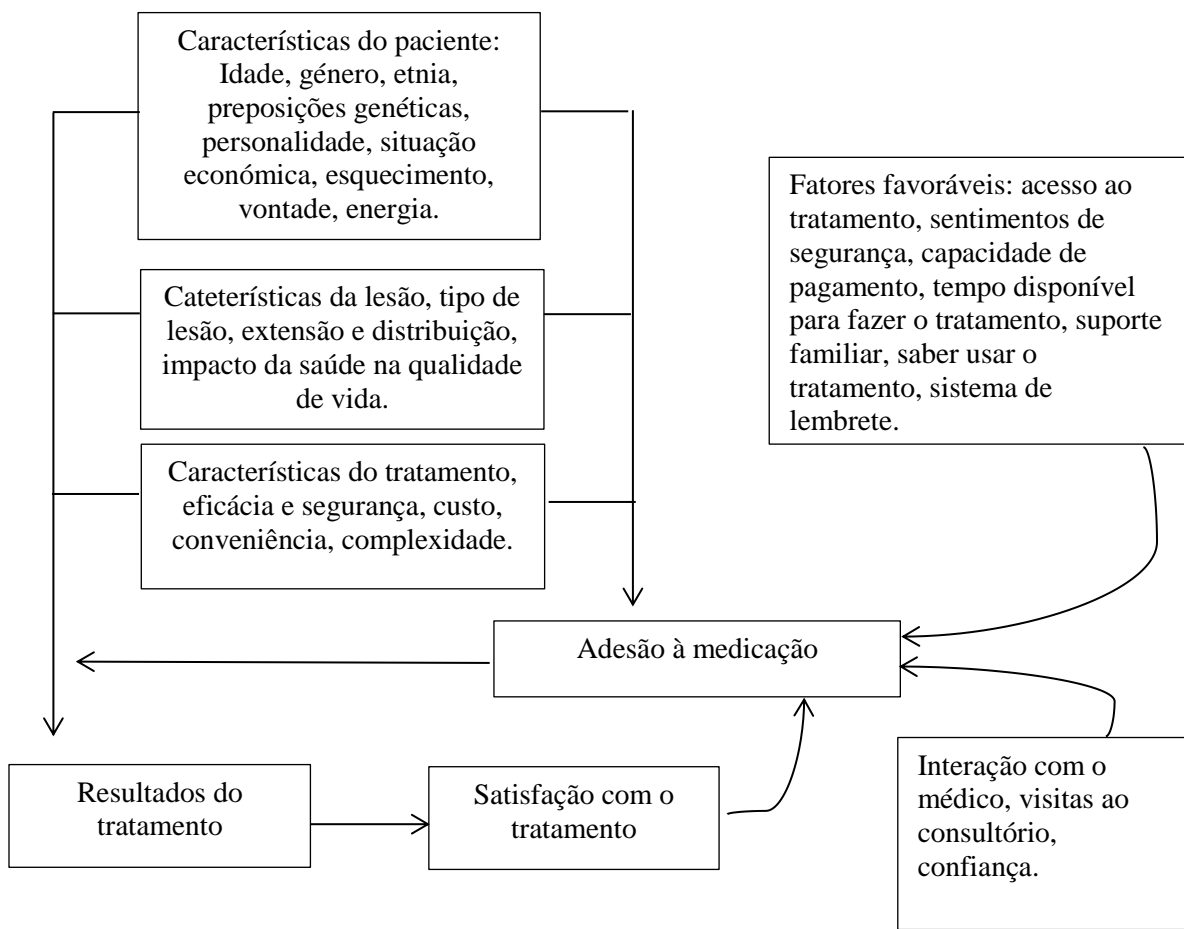 Características do paciente:
Idade, género, etnia,
preposições genéticas,
personalidade, situação
económica, esquecimento,
vontade, energia.
Fatores favoráveis: acesso ao
tratamento, sentimentos de
segurança, capacidade de
pagamento, tempo disponível
para fazer o tratamento, suporte
familiar, saber usar o
tratamento, sistema de
lembrete.
Cateterísticas da lesão, tipo de
lesão, extensão e distribuição,
impacto da saúde na qualidade
de vida.
Características do tratamento,
eficácia e segurança, custo,
conveniência, complexidade.
Adesão à medicação
Resultados do
tratamento
Satisfação com o
tratamento
Interação com o
médico, visitas ao
consultório,
confiança.